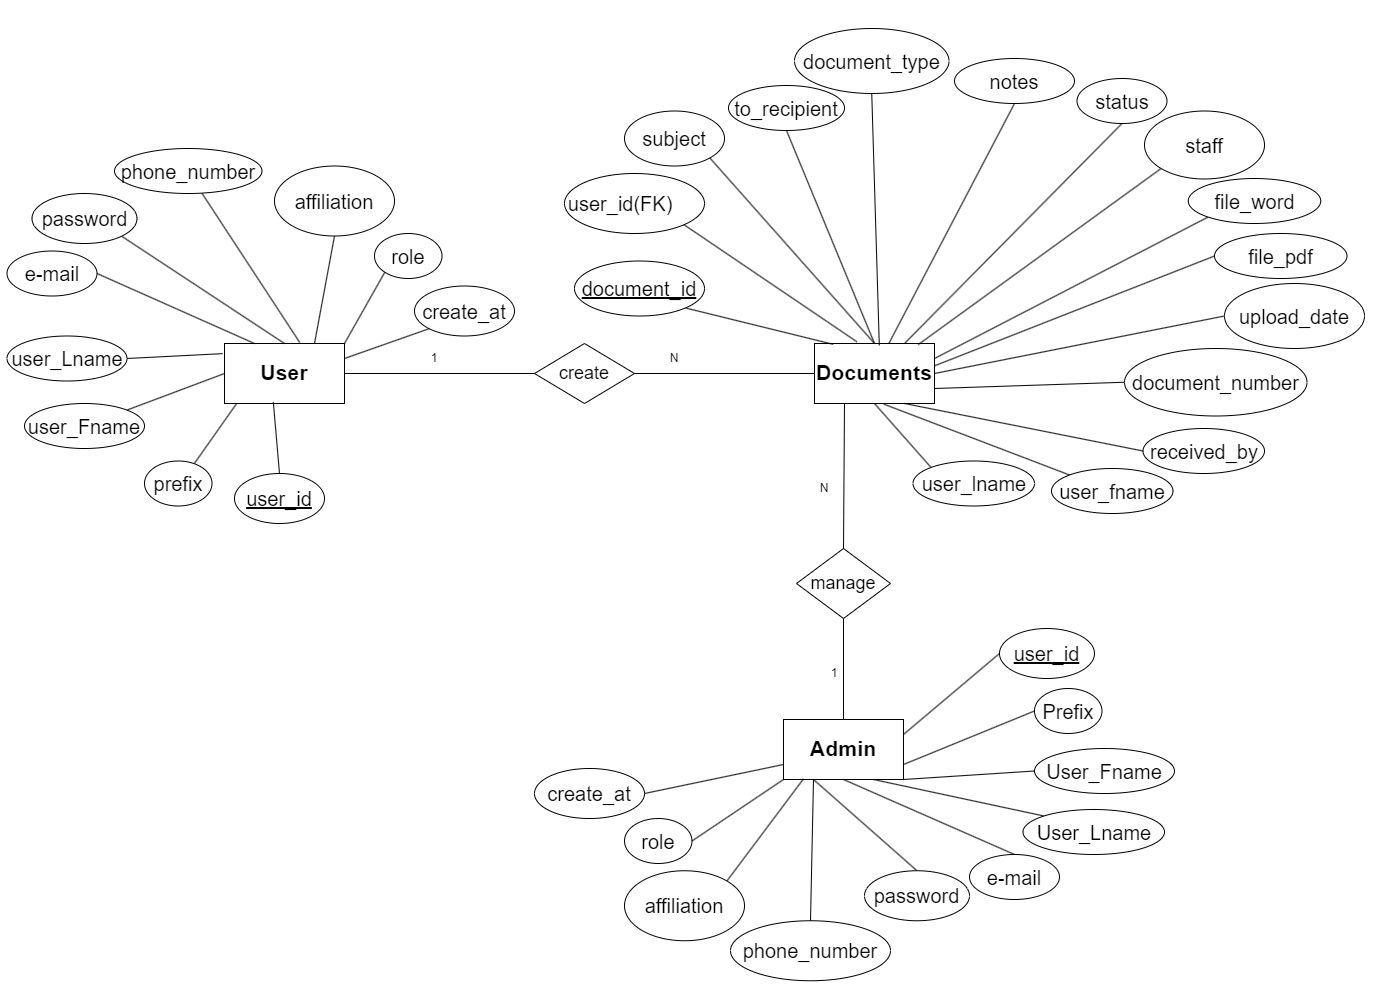 document_type
notes
status
to_recipient
subject
staff
phone_number
affiliation
user_id(FK)
file_word
password
role
file_pdf
e-mail
document_id
create_at
upload_date
user_Lname
1
N
User
create
Documents
document_number
user_Fname
received_by
prefix
user_id
user_lname
user_fname
N
manage
user_id
1
Prefix
Admin
User_Fname
create_at
User_Lname
role
e-mail
password
affiliation
phone_number